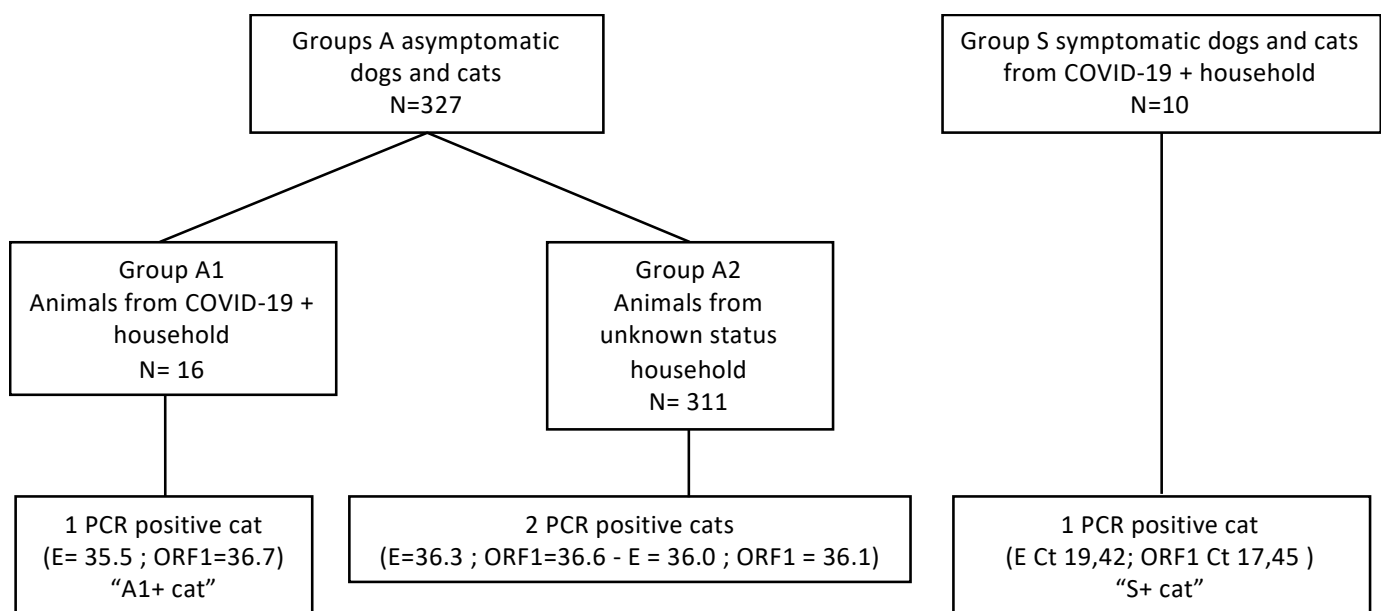 Groups A asymptomatic
dogs and cats
N=327
Group S symptomatic dogs and cats
from COVID-19 + household
N=10
Group A1
Animals from COVID-19 +
household
N= 16
Group A2
Animals from
unknown status
household
N= 311
1 PCR positive cat
(E= 35.5 ; ORF1=36.7)
“A1+ cat”
2 PCR positive cats
(E=36.3 ; ORF1=36.6 - E = 36.0 ; ORF1 = 36.1)
1 PCR positive cat
(E Ct 19,42; ORF1 Ct 17,45 )
“S+ cat”